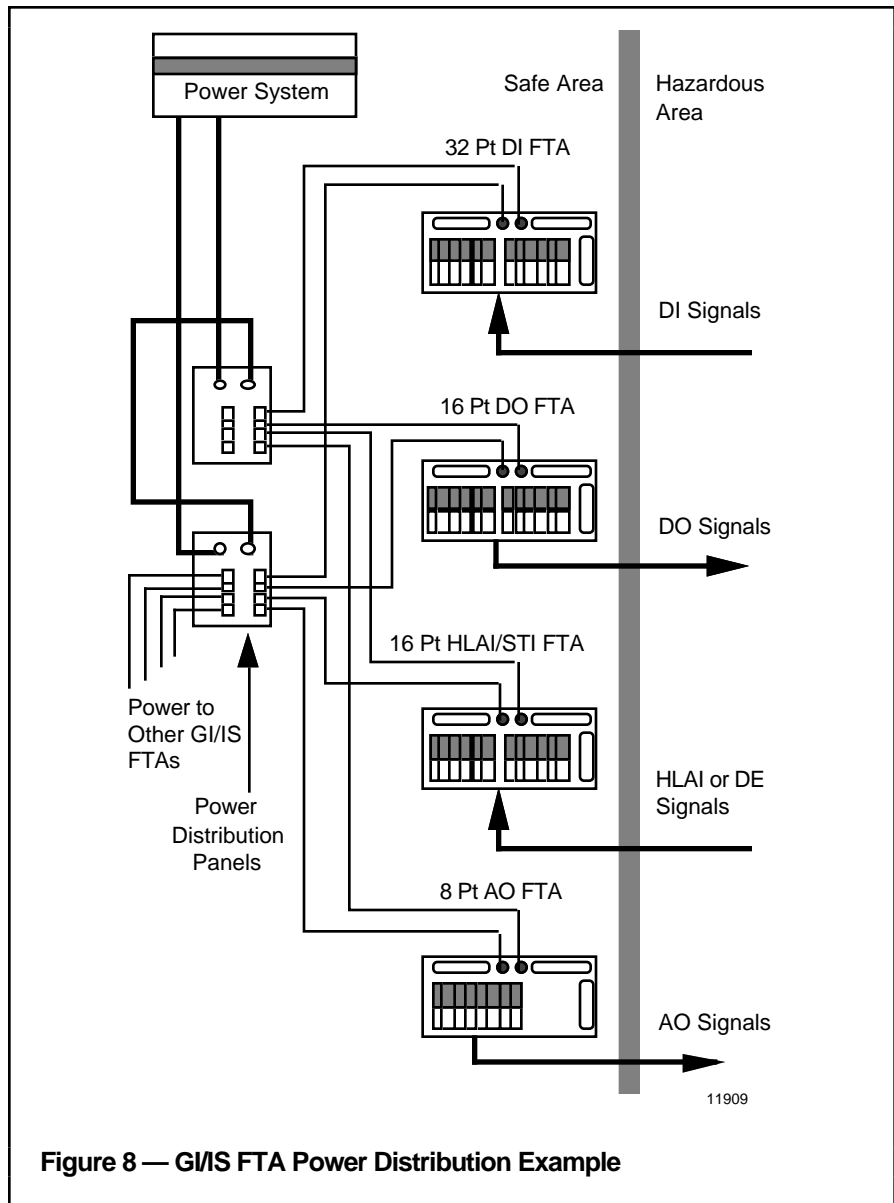 Power System
Safe Area
Hazardous
Area
32 Pt DI FTA
DI Signals
16 Pt DO FTA
DO Signals
16 Pt HLAI/STI FTA
Power to
Other GI/IS
FTAs
Power
Distribution
Panels
HLAI or DE
Signals
8 Pt AO FTA
AO Signals
11909
Figure 8 — GI/IS FTA Power Distribution Example